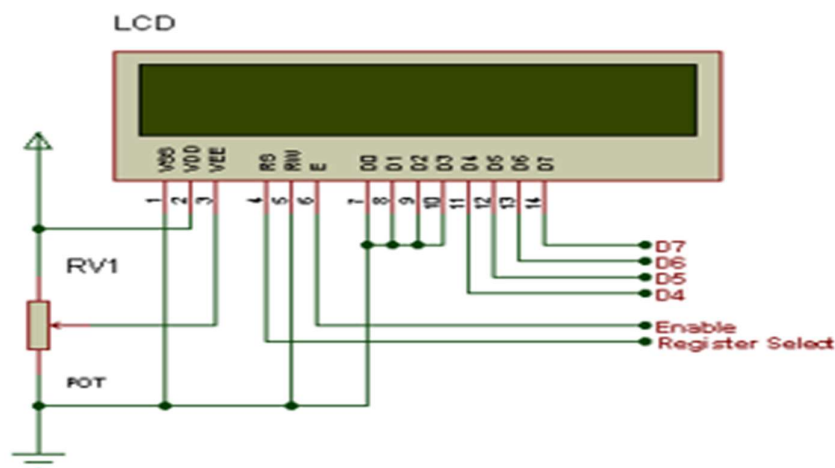 LCD
VSS VDD VEE RS RW E D0 D1 D2 D3 D4 D5 D6 D7
1 2 3 4 5 6 7 8 9 10 11 12 13 14
D7
D6
D5
D4
RV1
Enable
Register Select
POT